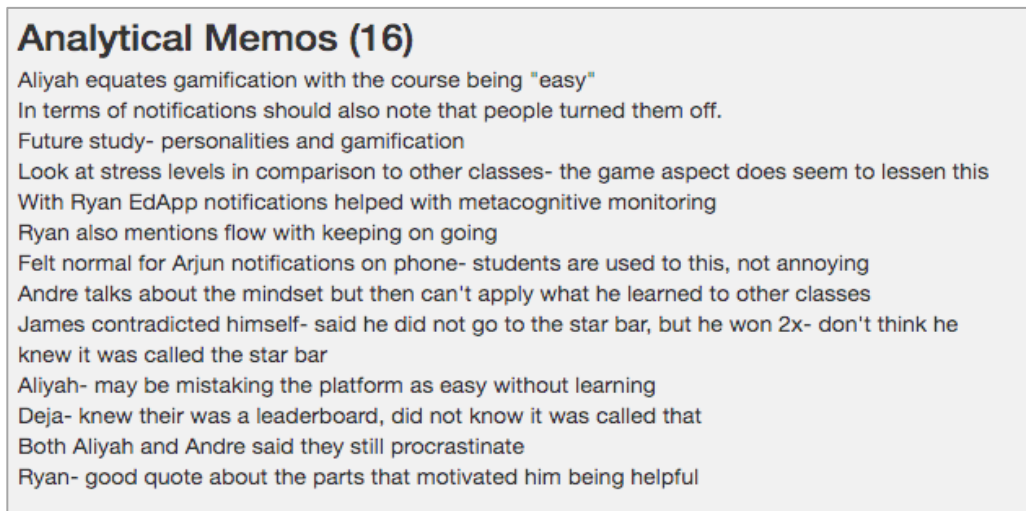 Analytical Memos (16)
Aliyah equates gamification with the course being "easy"
In terms of notifications should also note that people turned them off.
Future study- personalities and gamification
Look at stress levels in comparison to other classes- the game aspect does seem to lessen this
With Ryan EdApp notifications helped with metacognitive monitoring
Ryan also mentions flow with keeping on going
Felt normal for Arjun notifications on phone- students are used to this, not annoying
Andre talks about the mindset but then can't apply what he learned to other classes
James contradicted himself- said he did not go to the star bar, but he won 2x- don't think he
knew it was called the star bar
Aliyah- may be mistaking the platform as easy without learning
Deja- knew their was a leaderboard, did not know it was called that
Both Aliyah and Andre said they still procrastinate
Ryan- good quote about the parts that motivated him being helpful